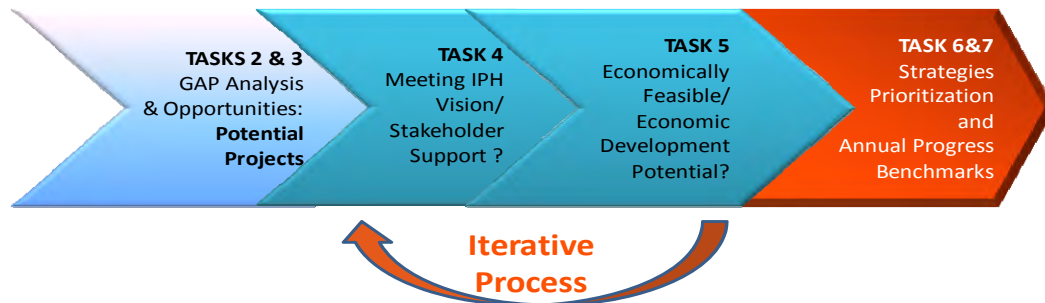 TASKS 2 & 3
GAP Analysis
& Opportunities:
Potential
Projects
TASK 4
Meeting IPH
Vision/
Stakeholder
Support ?
TASK 5
Economically
Feasible/
Economic
Development
Potential?
TASK 6&7
Strategies
Prioritization
and
Annual Progress
Benchmarks
Iterative
Process